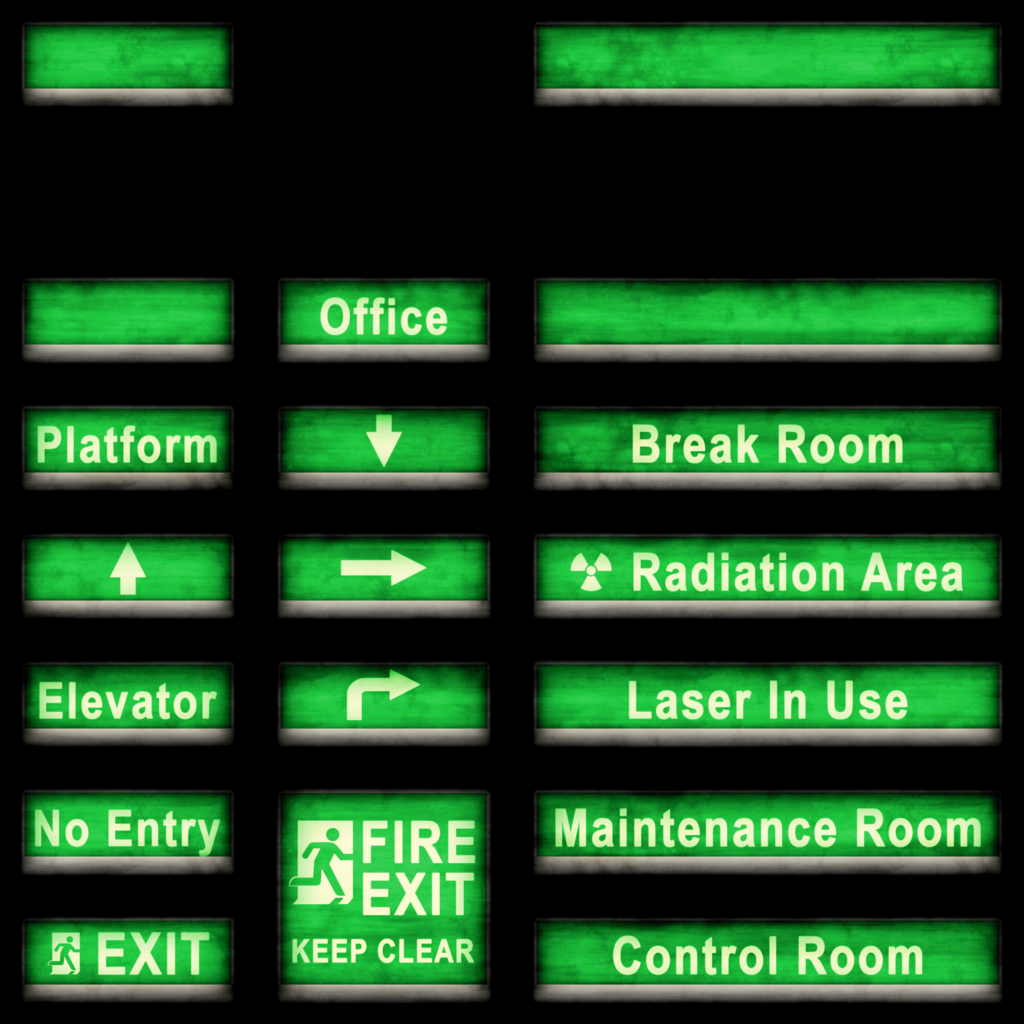 Office
Platform
Break Room
Radiation Area
Elevator
Laser In Use
No Entry
FIRE
EXIT
KEEP CLEAR
Maintenance Room
EXIT
Control Room